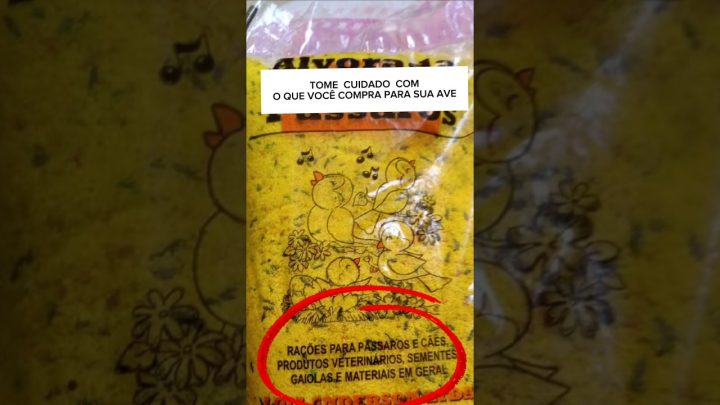 TOME CUIDADO COM
O QUE VOCÊ COMPRA PARA SUA AVE
Pássaros
RAÇÕES PARA PÁSSAROS E CÃES,
PRODUTOS VETERINÁRIOS, SEMENTES
GAIOLAS E MATERIAIS EM GERAL